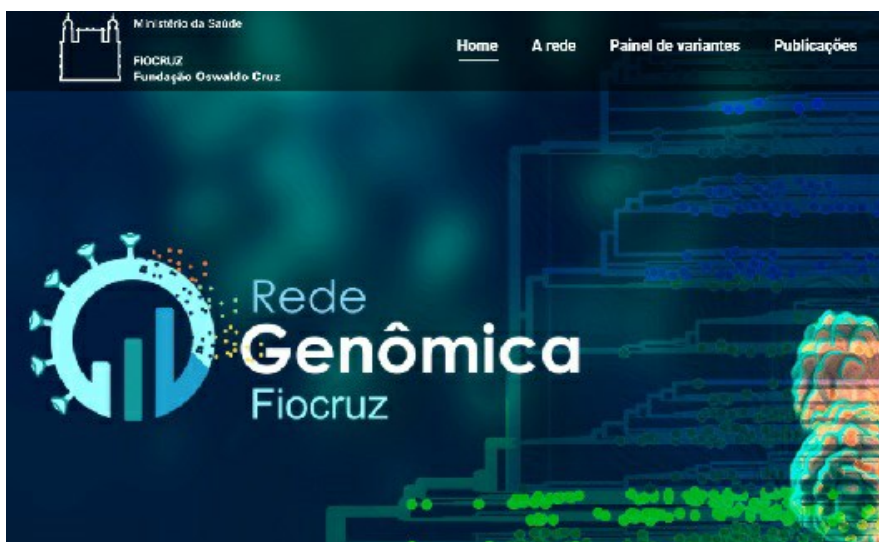 Ministério da Saúde
FIOCRUZ
Fundação Oswaldo Cruz
Home A rede Painel de variantes Publicações
Rede
Genômica
Fiocruz